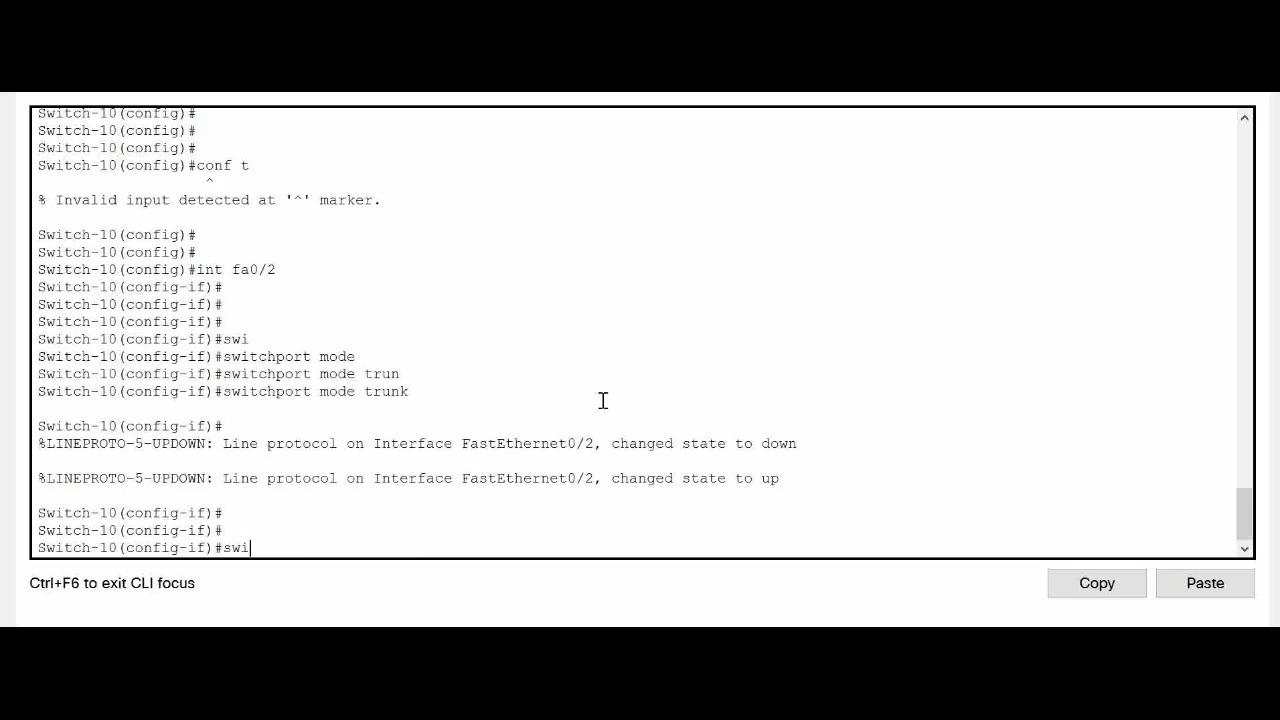 Switch-10(config)#
Switch-10(config)#
Switch-10(config)#
Switch-10(config)#conf t
^
% Invalid input detected at '^' marker.
Switch-10(config)#
Switch-10(config)#
Switch-10(config)#int fa0/2
Switch-10(config-if)#
Switch-10(config-if)#
Switch-10(config-if)#
Switch-10(config-if)#swi
Switch-10(config-if)#switchport mode
Switch-10(config-if)#switchport mode trun
Switch-10(config-if)#switchport mode trunk
Switch-10(config-if)#
%LINEPROTO-5-UPDOWN: Line protocol on Interface FastEthernet0/2, changed state to down
%LINEPROTO-5-UPDOWN: Line protocol on Interface FastEthernet0/2, changed state to up
Switch-10(config-if)#
Switch-10(config-if)#
Switch-10(config-if)#swi
Ctrl+F6 to exit CLI focus
Copy
Paste